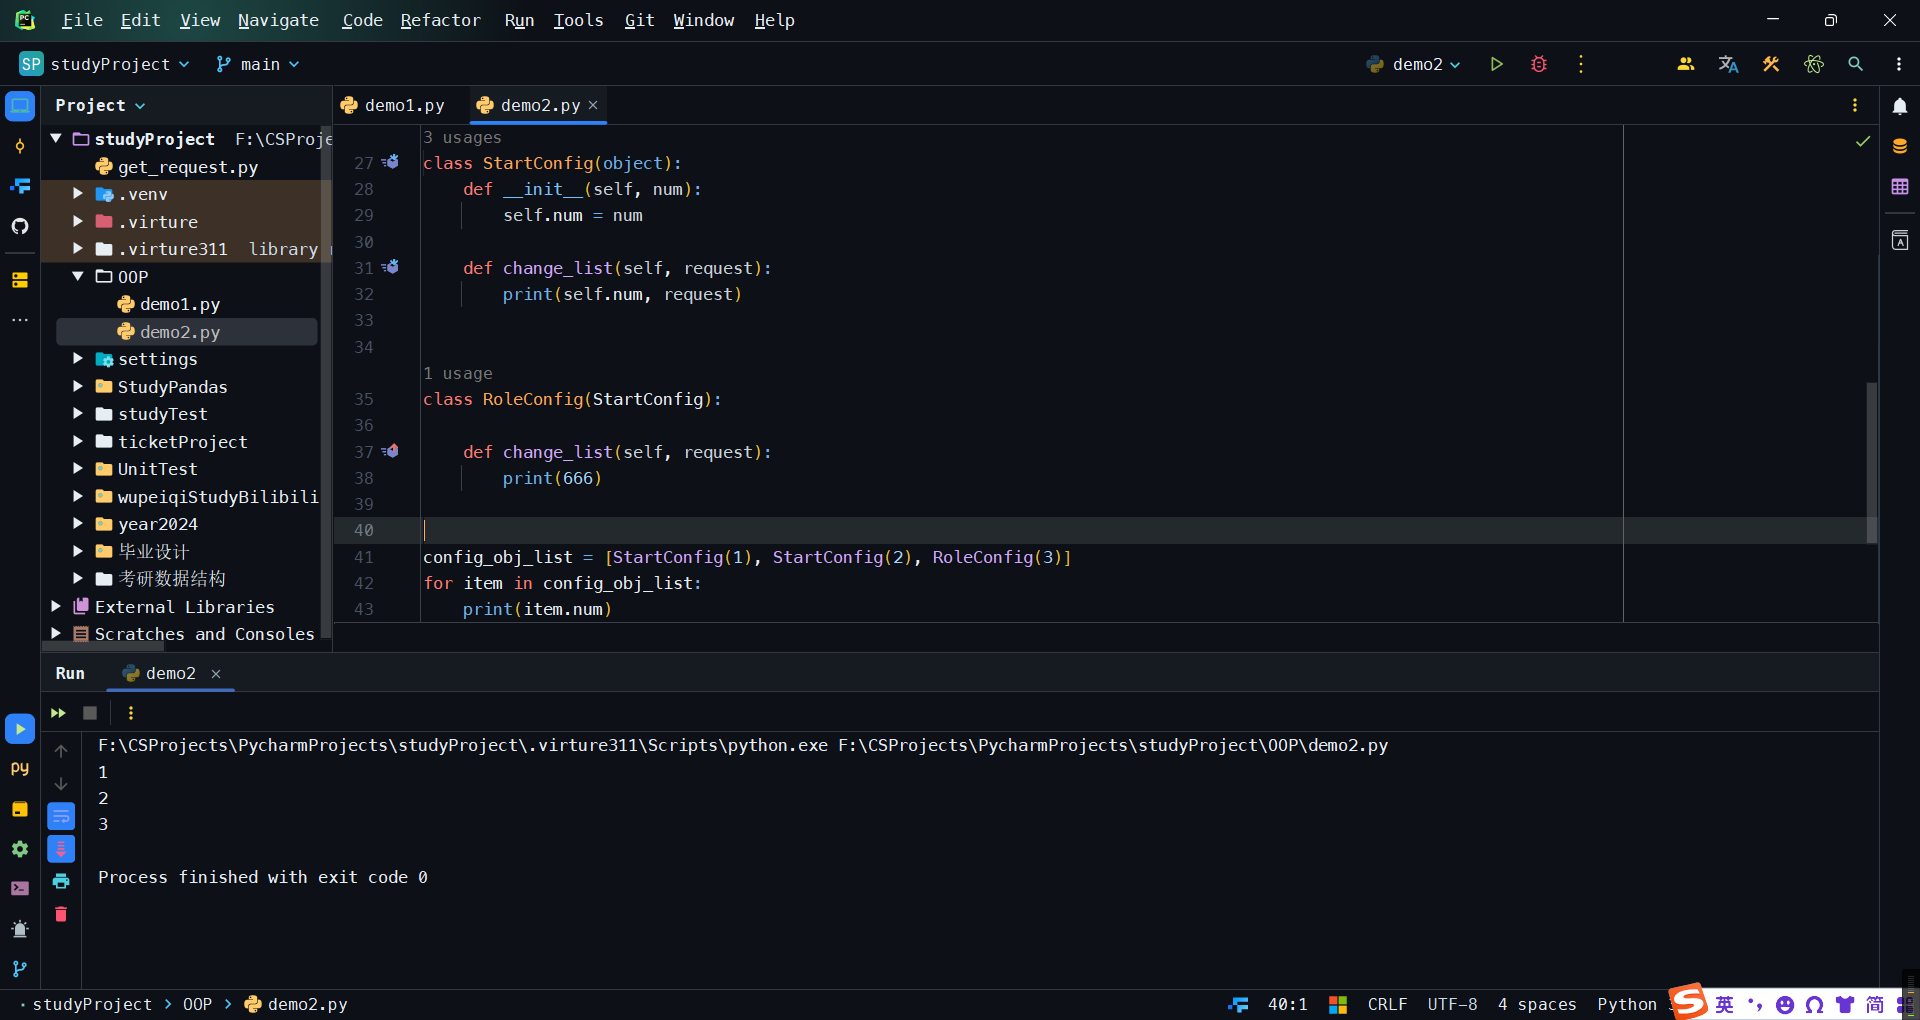 File Edit View Navigate Code Refactor Run Tools Git Window Help
SP studyProject main demo2
Project
demo1.py demo2.py
studyProject F:\CSProje
get_request.py
.venv
.virture
.virture311 library
OOP
demo1.py
demo2.py
settings
StudyPandas
studyTest
ticketProject
UnitTest
wupeiqiStudyBilibili
year2024
毕业设计
考研数据结构
External Libraries
Scratches and Consoles
3 usages
27 class StartConfig(object):
28 def __init__(self, num):
29 self.num = num
30
31 def change_list(self, request):
32 print(self.num, request)
33
34
1 usage
35 class RoleConfig(StartConfig):
36
37 def change_list(self, request):
38 print(666)
39
40
41 config_obj_list = [StartConfig(1), StartConfig(2), RoleConfig(3)]
42 for item in config_obj_list:
43 print(item.num)
Run demo2
F:\CSProjects\PycharmProjects\studyProject\.virture311\Scripts\python.exe F:\CSProjects\PycharmProjects\studyProject\OOP\demo2.py
1
2
3
Process finished with exit code 0
studyProject > OOP > demo2.py 40:1 CRLF UTF-8 4 spaces Python 英 简